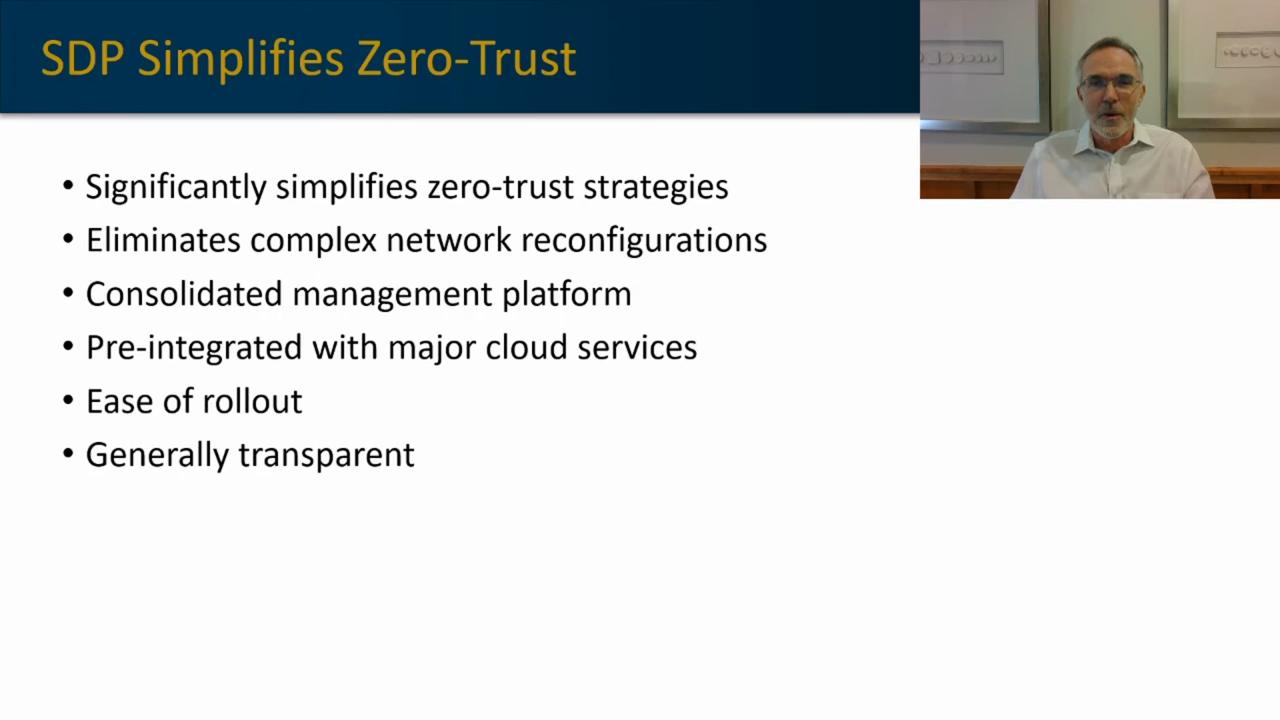 SDP Simplifies Zero-Trust
• Significantly simplifies zero-trust strategies
• Eliminates complex network reconfigurations
• Consolidated management platform
• Pre-integrated with major cloud services
• Ease of rollout
• Generally transparent